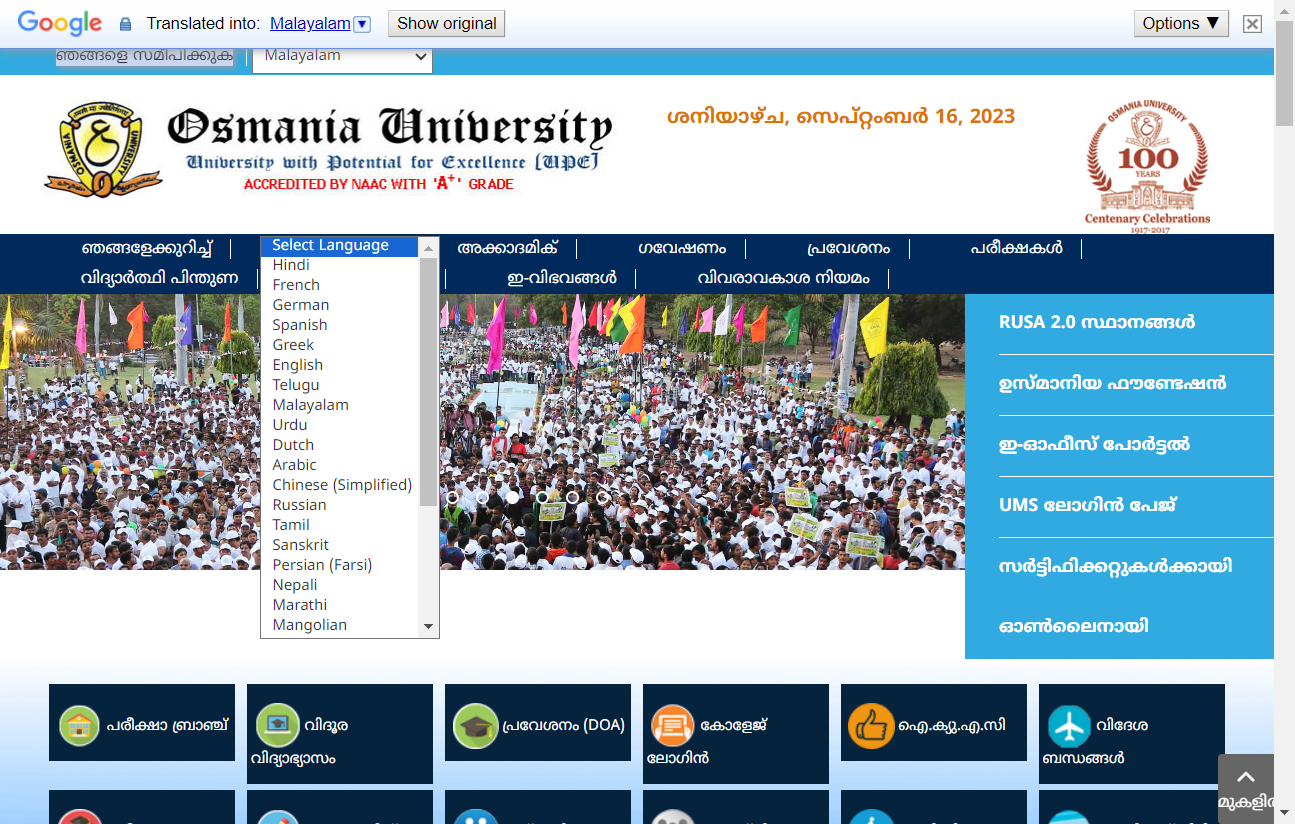 Google Translated into: Malayalam Show original Options ▼
ഞങ്ങളെ സമീപിക്കുക Malayalam
Osmania University
University with Potential for Excellence [UPE]
ACCREDITED BY NAAC WITH 'A+' GRADE
ശനിയാഴ്ച, സെപ്റ്റംബർ 16, 2023
OSMANIA UNIVERSITY
100
YEARS
Centenary Celebrations
1917-2017
ഞങ്ങളേക്കുറിച്ച് അക്കാദമിക് ഗവേഷണം പ്രവേശനം പരീക്ഷകൾ
വിദ്യാർത്ഥി പിന്തുണ ഇ-വിഭവങ്ങൾ വിവരാവകാശ നിയമം
Select Language
Hindi
French
German
Spanish
Greek
English
Telugu
Malayalam
Urdu
Dutch
Arabic
Chinese (Simplified)
Russian
Tamil
Sanskrit
Persian (Farsi)
Nepali
Marathi
Mangolian
RUSA 2.0 സ്ഥാനങ്ങൾ
ഉസ്മാനിയ ഫൗണ്ടേഷൻ
ഇ-ഓഫീസ് പോർട്ടൽ
UMS ലോഗിൻ പേജ്
സർട്ടിഫിക്കറ്റുകൾക്കായി
ഓൺലൈനായി
പരീക്ഷാ ബ്രാഞ്ച്
വിദൂര
വിദ്യാഭ്യാസം
പ്രവേശനം (DOA)
കോളേജ്
ലോഗിൻ
ഐ.ക്യു.എ.സി
വിദേശ
ബന്ധങ്ങൾ